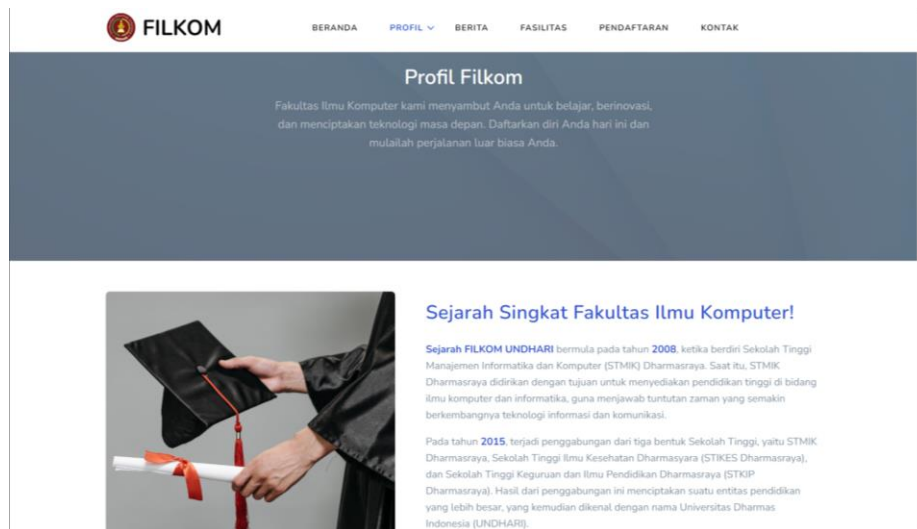 FILKOM
BERANDA PROFIL BERITA FASILITAS PENDAFTARAN KONTAK
Profil Filkom
Fakultas Ilmu Komputer kami menyambut Anda untuk belajar, berinovasi,
dan menciptakan teknologi masa depan. Daftarkan diri Anda hari ini dan
mulailah perjalanan luar biasa Anda.
Sejarah Singkat Fakultas Ilmu Komputer!
Sejarah FILKOM UNDHARI bermula pada tahun 2008, ketika berdiri Sekolah Tinggi
Manajemen Informatika dan Komputer (STMIK) Dharmasraya. Saat itu, STMIK
Dharmasraya didirikan dengan tujuan untuk menyediakan pendidikan tinggi di bidang
ilmu komputer dan informatika, guna menjawab tuntutan zaman yang semakin
berkembangnya teknologi informasi dan komunikasi.
Pada tahun 2015, terjadi penggabungan dari tiga bentuk Sekolah Tinggi, yaitu STMIK
Dharmasraya, Sekolah Tinggi Ilmu Kesehatan Dharmasyara (STIKES Dharmasraya),
dan Sekolah Tinggi Keguruan dan Ilmu Pendidikan Dharmasraya (STKIP
Dharmasraya). Hasil dari penggabungan ini menciptakan suatu entitas pendidikan
yang lebih besar, yang kemudian dikenal dengan nama Universitas Dharmas
Indonesia (UNDHARI).